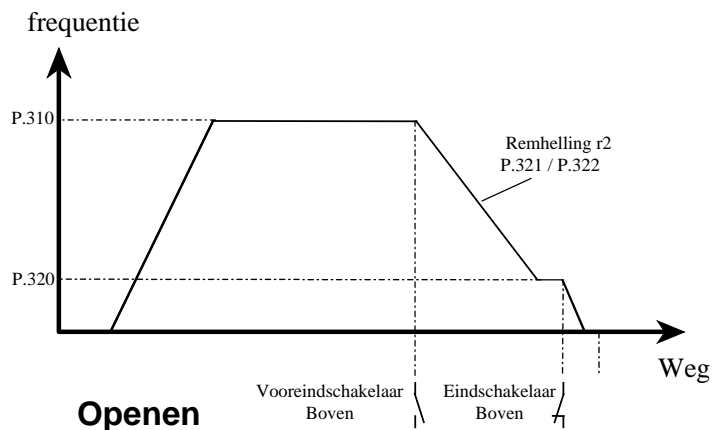 frequentie
P.310
Remhelling r2
P.321 / P.322
P.320
Weg
Vooreindschakelaar
Boven
Eindschakelaar
Boven
Openen